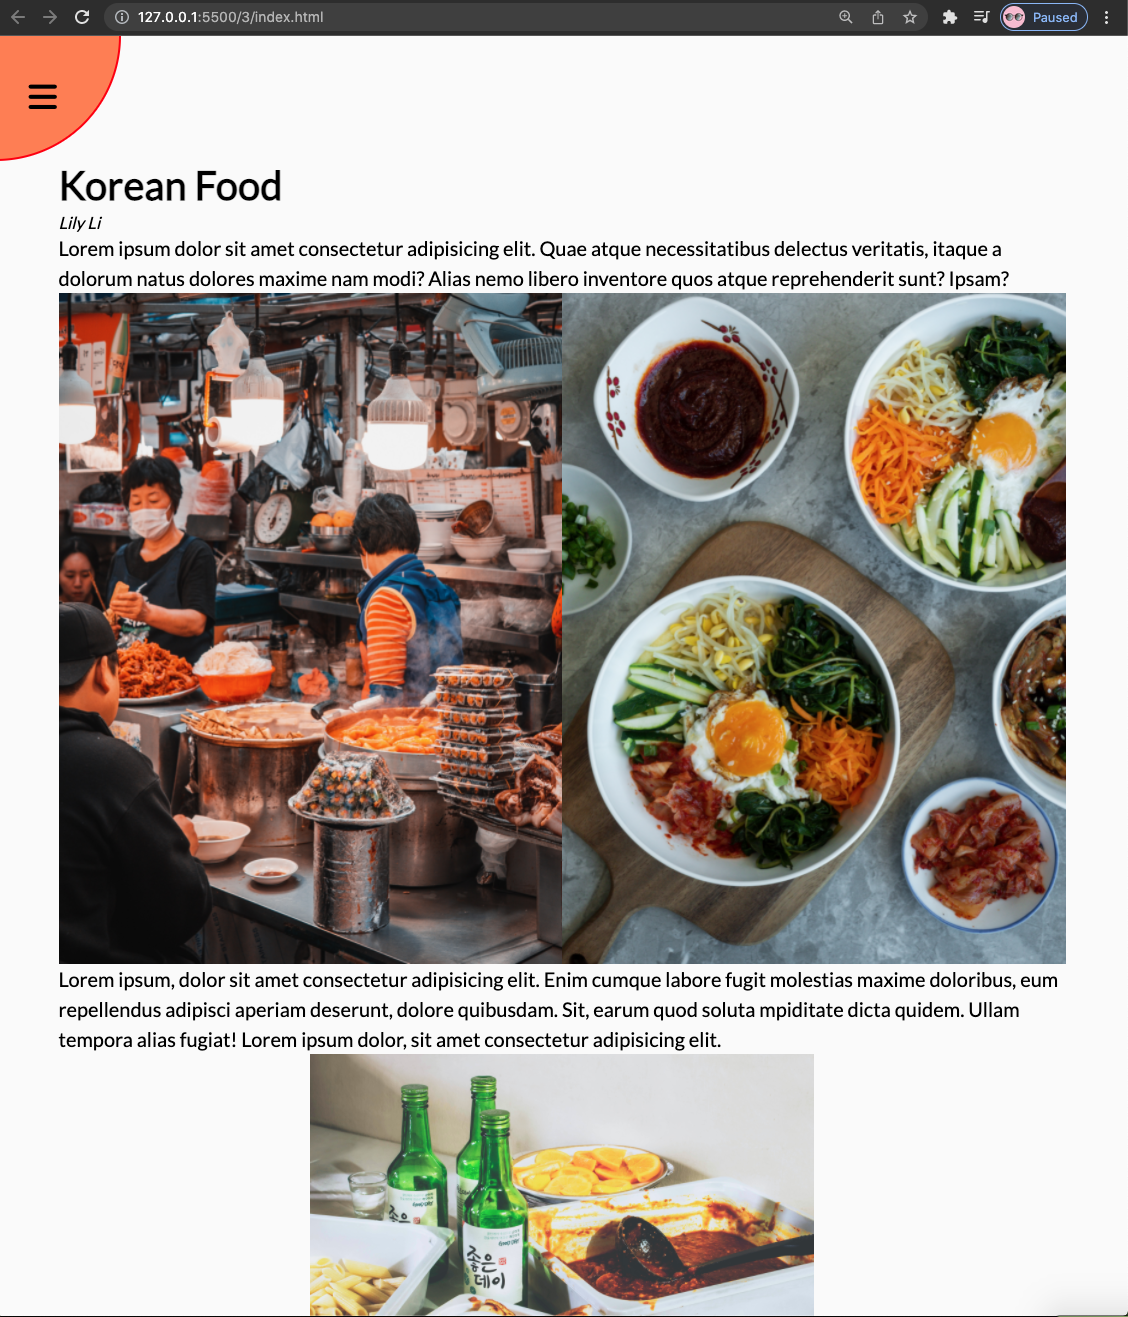 127.0.0.1:5500/3/index.html
Paused
Korean Food
Lily Li
Lorem ipsum dolor sit amet consectetur adipisicing elit. Quae atque necessitatibus delectus veritatis, itaque a
dolorum natus dolores maxime nam modi? Alias nemo libero inventore quos atque reprehenderit sunt? Ipsam?
Lorem ipsum, dolor sit amet consectetur adipisicing elit. Enim cumque labore fugit molestias maxime doloribus, eum
repellendus adipisci aperiam deserunt, dolore quibusdam. Sit, earum quod soluta mpiditate dicta quidem. Ullam
tempora alias fugiat! Lorem ipsum dolor, sit amet consectetur adipisicing elit.
좋은
좋은
데이